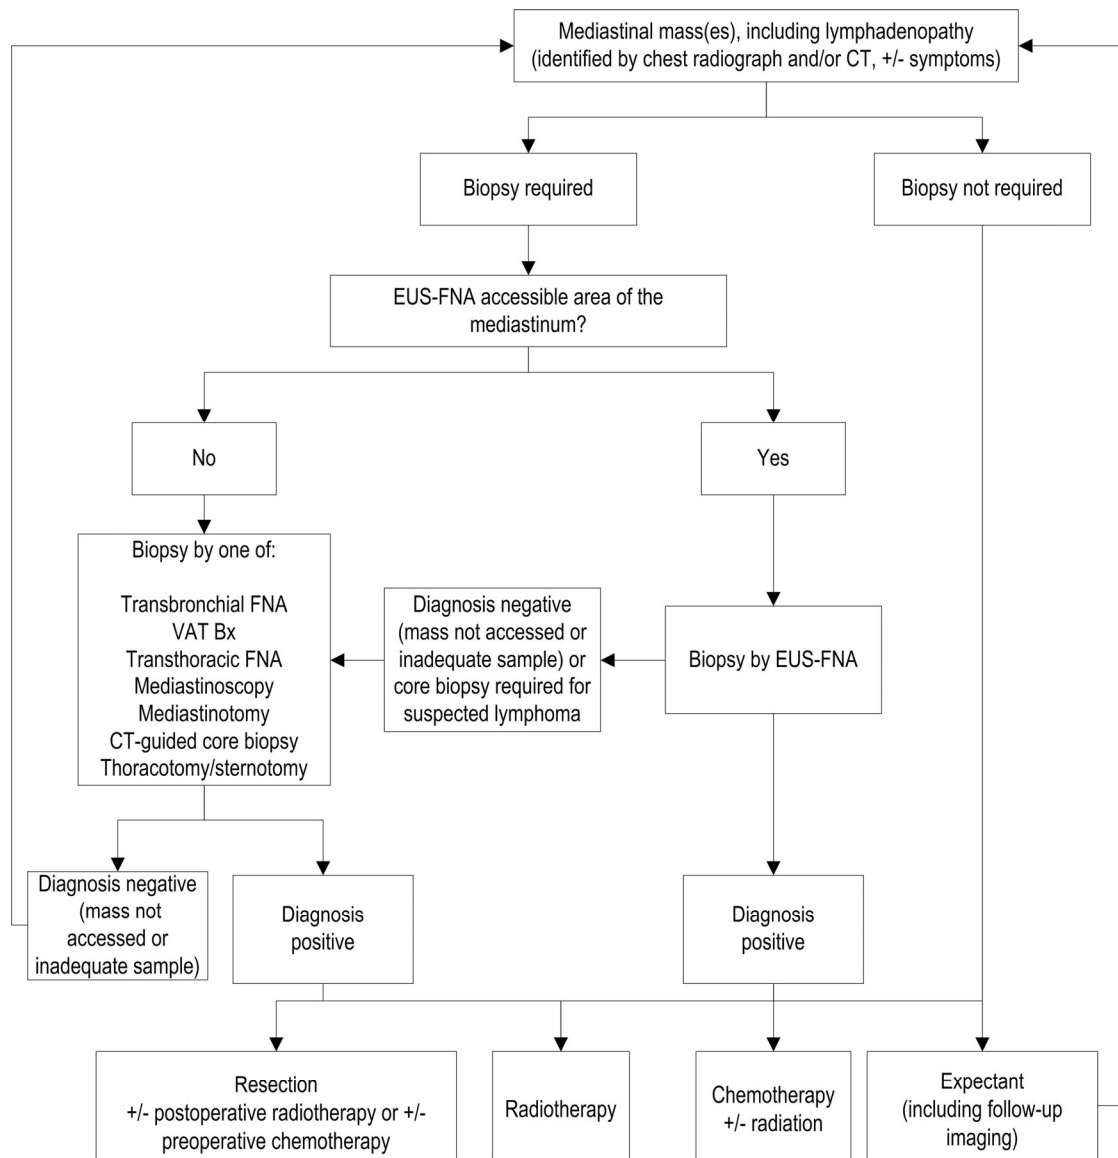 Mediastinal mass(es), including lymphadenopathy
(identified by chest radiograph and/or CT, +/- symptoms)
Biopsy required
Biopsy not required
EUS-FNA accessible area of the
mediastinum?
No
Yes
Biopsy by one of:
Transbronchial FNA
VAT Bx
Transthoracic FNA
Mediastinoscopy
Mediastinotomy
CT-guided core biopsy
Thoracotomy/sternotomy
Diagnosis negative
(mass not accessed or
inadequate sample) or
core biopsy required for
suspected lymphoma
Biopsy by EUS-FNA
Diagnosis negative
(mass not
accessed or
inadequate sample)
Diagnosis
positive
Diagnosis
positive
Resection
+/- postoperative radiotherapy or +/-
preoperative chemotherapy
Radiotherapy
Chemotherapy
+/- radiation
Expectant
(including follow-up
imaging)